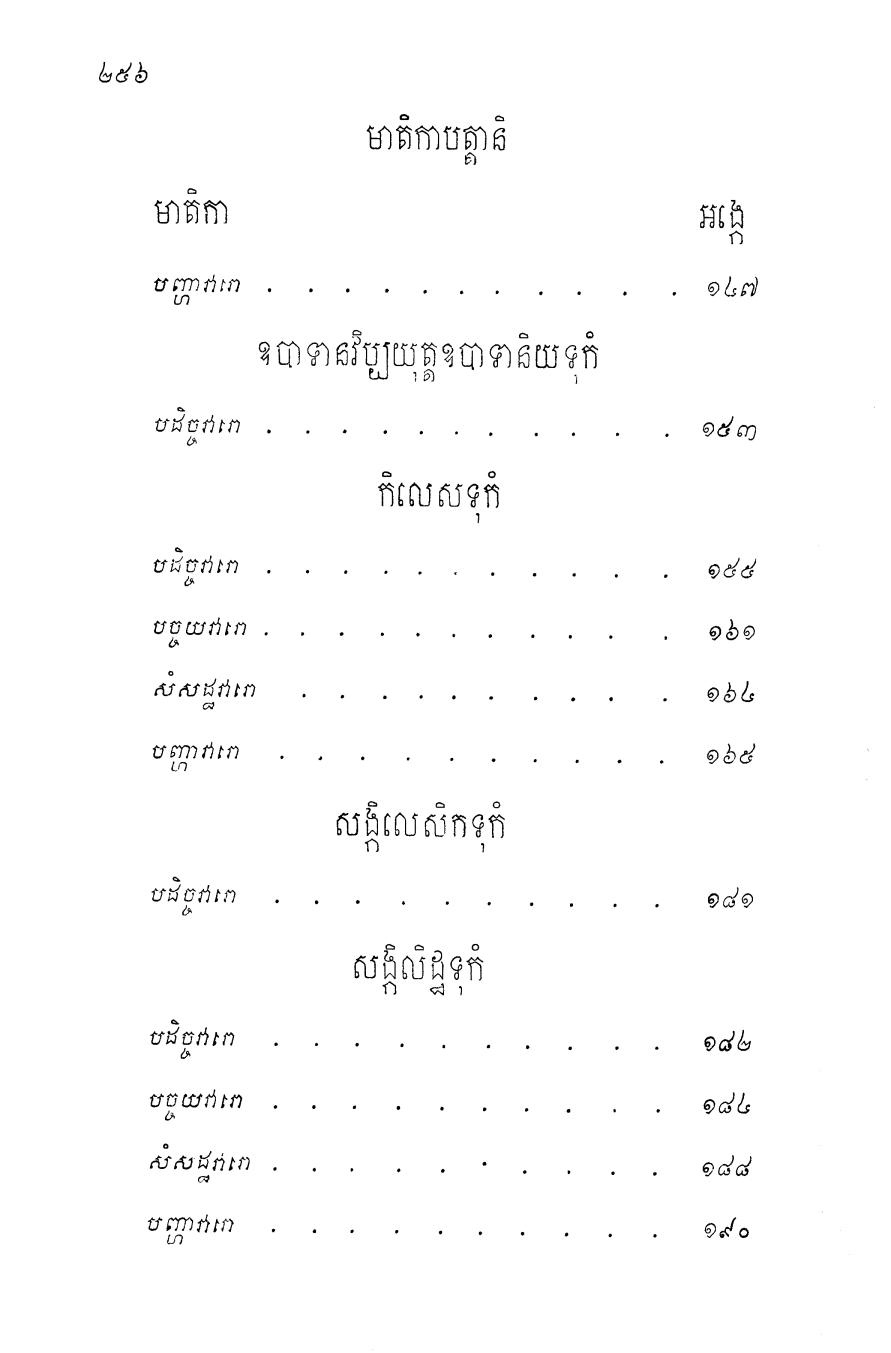 ២៥៦
មាតិកាបត្តានិ
មាតិកា អង្កេ
បញ្ហាវារោ . . . . . . . . . . . ១៤៧
ឧបាទានវិប្បយុត្តឧបាទានិយទុកំ
បដិច្ចវារោ . . . . . . . . . . . ១៥៣
កិលេសទុកំ
បដិច្ចវារោ . . . . . . . . . . . ១៥៥
បច្ចយវារោ . . . . . . . . . . . ១៦១
សំសដ្ឋវារោ . . . . . . . . . . ១៦៤
បញ្ហាវារោ . . . . . . . . . . ១៦៥
សង្កិលេសិកទុកំ
បដិច្ចវារោ . . . . . . . . . . ១៨១
សង្កិលិដ្ឋទុកំ
បដិច្ចវារោ . . . . . . . . . . ១៨២
បច្ចយវារោ . . . . . . . . . . ១៨៤
សំសដ្ឋវារោ . . . . . . . . . . ១៨៨
បញ្ហាវារោ . . . . . . . . . . ១៩០